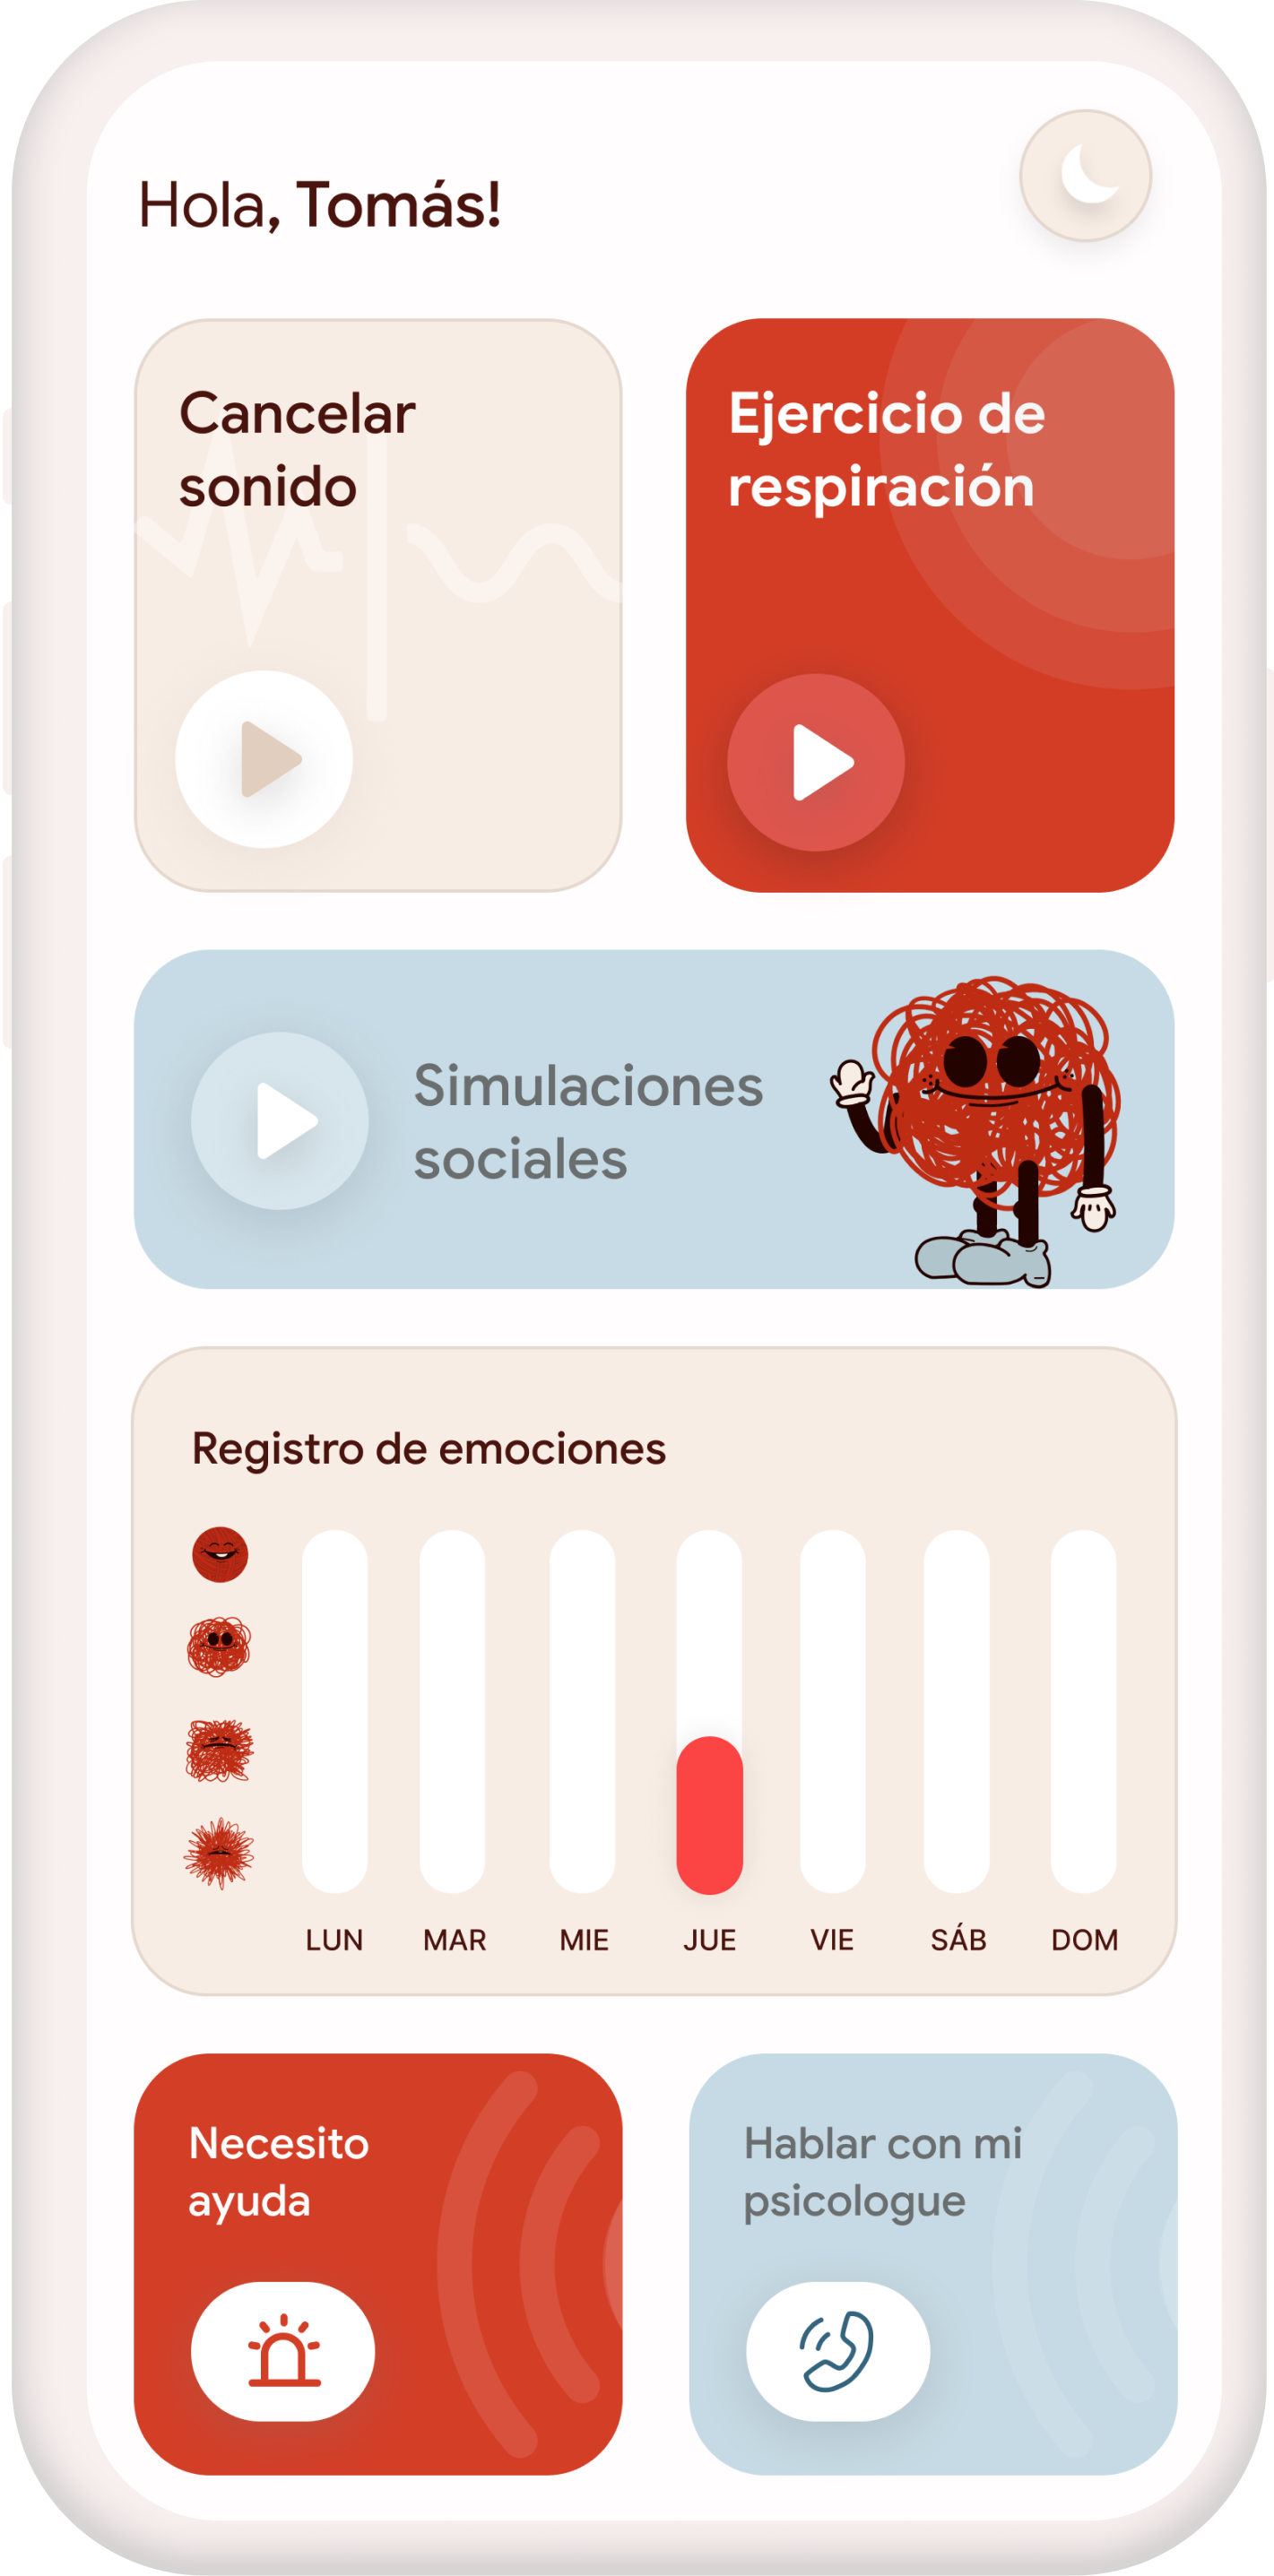 Hola, Tomás!
Cancelar
sonido
Ejercicio de
respiración
Simulaciones
sociales
Registro de emociones
LUN MAR MIE JUE VIE SÁB DOM
Necesito
ayuda
Hablar con mi
psicologue